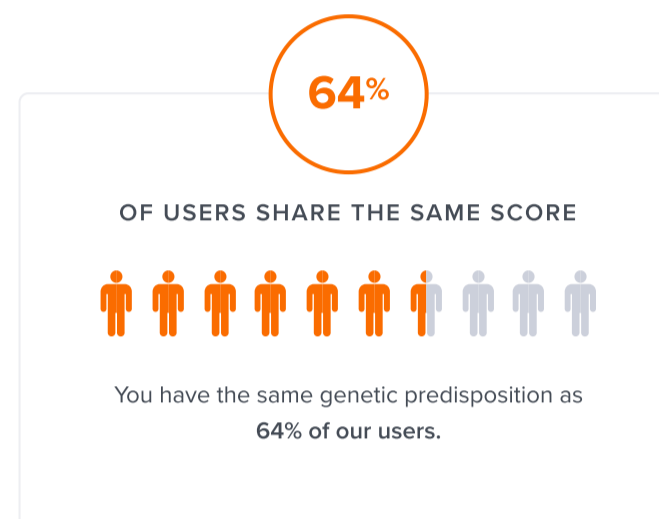 64%
OF USERS SHARE THE SAME SCORE
You have the same genetic predisposition as
64% of our users.